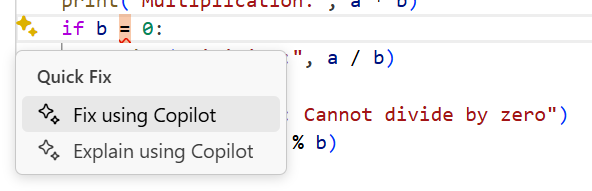 print("Multiplication:", a * b)
if b = 0:
:", a / b)
Quick Fix
Fix using Copilot
: Cannot divide by zero")
Explain using Copilot
% b)